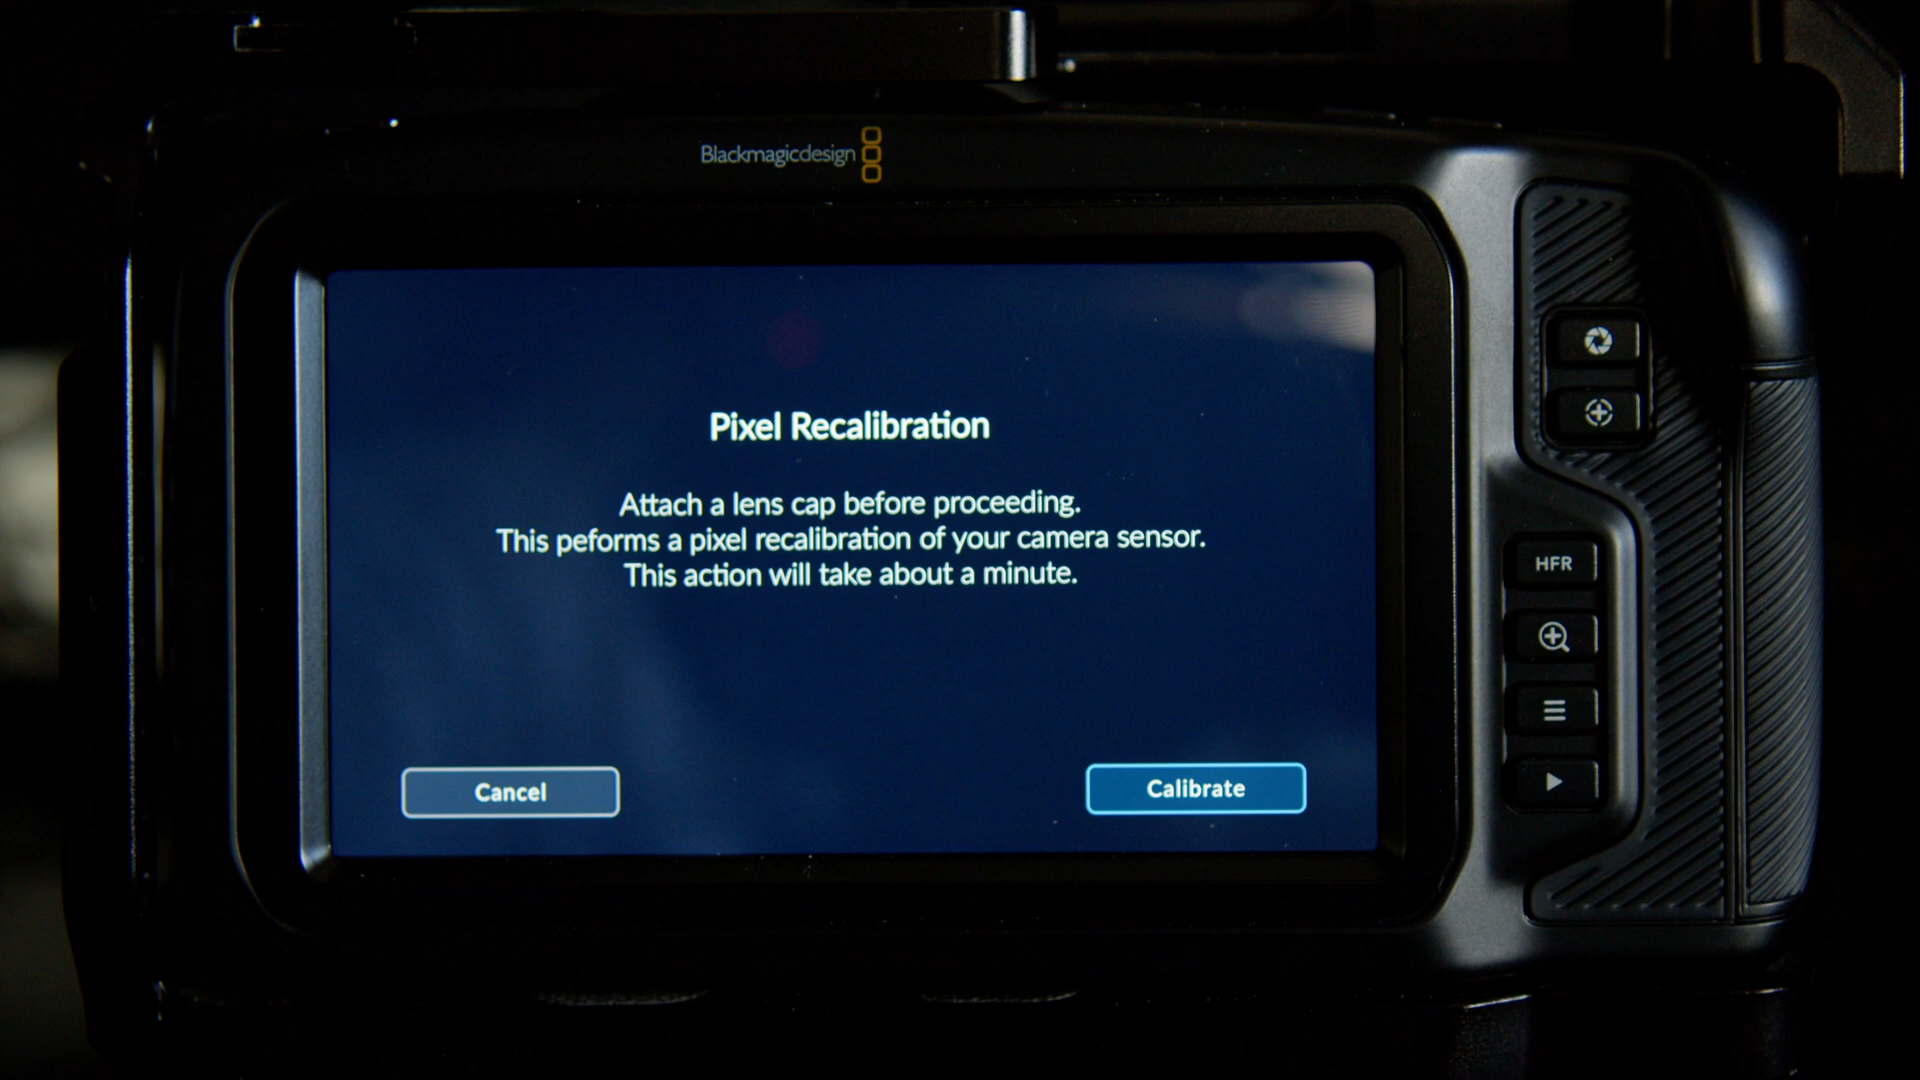 Blackmagicdesign
Pixel Recalibration
Attach a lens cap before proceeding.
This peforms a pixel recalibration of your camera sensor.
This action will take about a minute.
Cancel
Calibrate
HFR